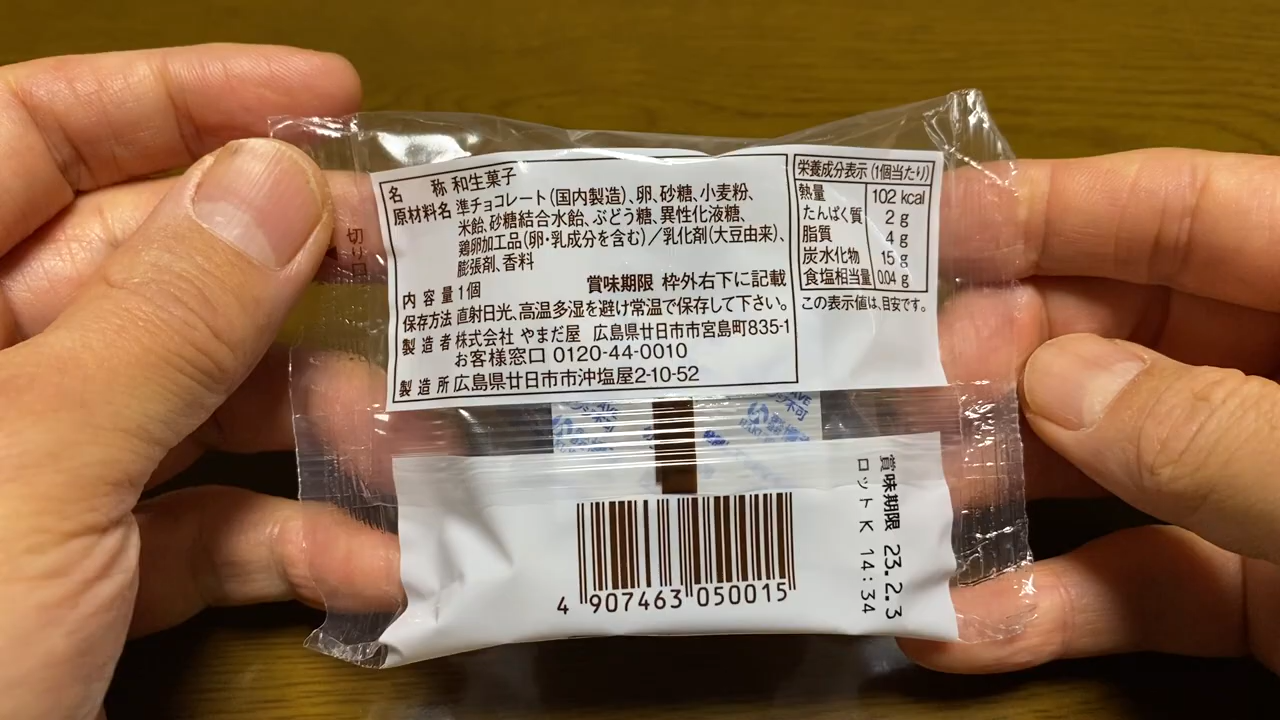 名　称 和生菓子
原材料名 準チョコレート(国内製造)、卵、砂糖、小麦粉、
米飴、砂糖結合水飴、ぶどう糖、異性化液糖、
鶏卵加工品(卵・乳成分を含む)／乳化剤(大豆由来)、
膨張剤、香料
内容量 1個　賞味期限 枠外右下に記載
保存方法 直射日光、高温多湿を避け常温で保存して下さい。
製造者 株式会社 やまだ屋 広島県廿日市市宮島町835-1
お客様窓口 0120-44-0010
製造所 広島県廿日市市沖塩屋2-10-52
栄養成分表示(1個当たり)
熱量 102 kcal
たんぱく質 2 g
脂質 4 g
炭水化物 15 g
食塩相当量 0.04 g
この表示値は、目安です。
切り口
賞味期限 23.2.3
ロット K 14:34
4 907463 050015